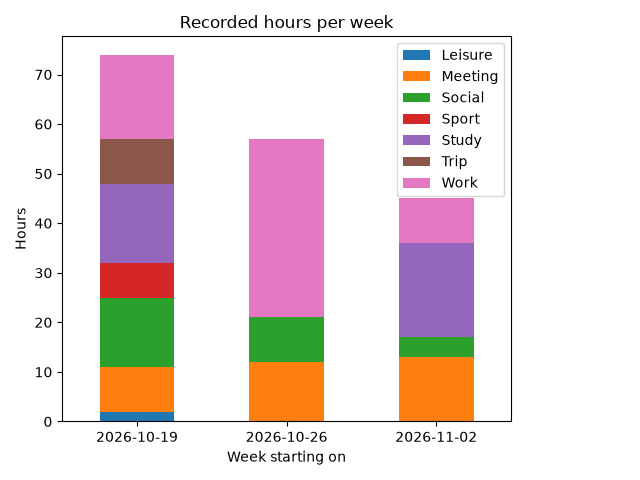 Recorded hours per week
Leisure
Meeting
Social
Sport
Study
Trip
Work
Hours
70
60
50
40
30
20
10
0
2026-10-19 2026-10-26 2026-11-02
Week starting on